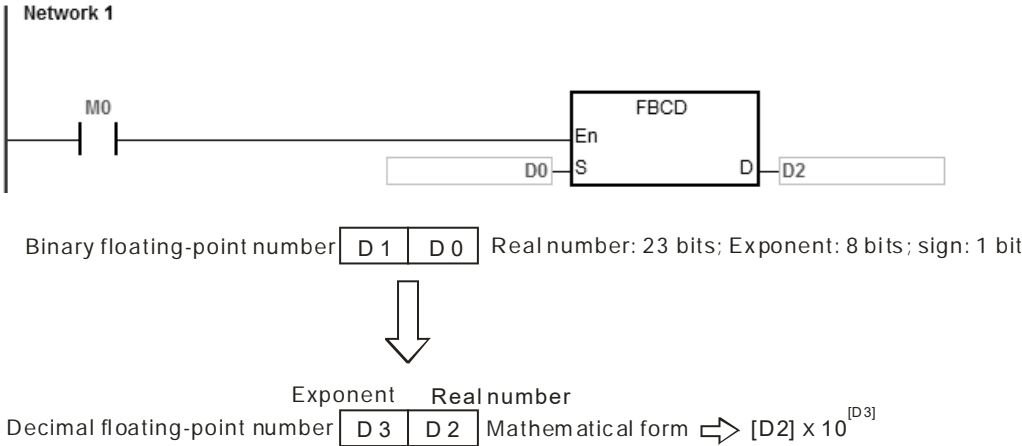 Network 1
M0
FBCD
En
D0 S D D2
Binary floating-point number D 1 D 0 Real number: 23 bits; Exponent: 8 bits; sign: 1 bit
Exponent Real number
Decimal floating-point number D 3 D 2 Mathematical form [D2] x 10 [D3]